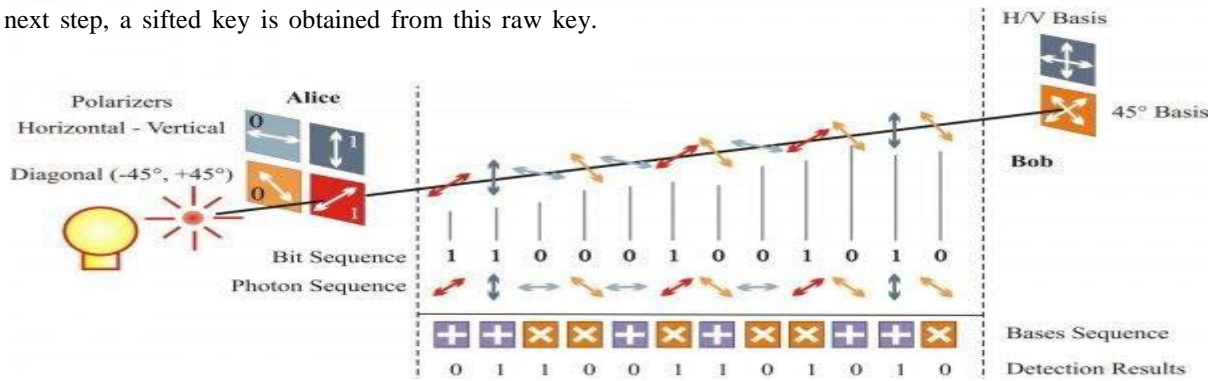 next step, a sifted key is obtained from this raw key.
H/V Basis
Polarizers
Alice
Horizontal - Vertical
0
1
45° Basis
Diagonal (-45°, +45°)
0
1
Bob
Bit Sequence 1 1 0 0 0 1 0 0 1 0 1 0
Photon Sequence
Bases Sequence
0 1 1 0 0 1 1 0 1 0 1 0 Detection Results